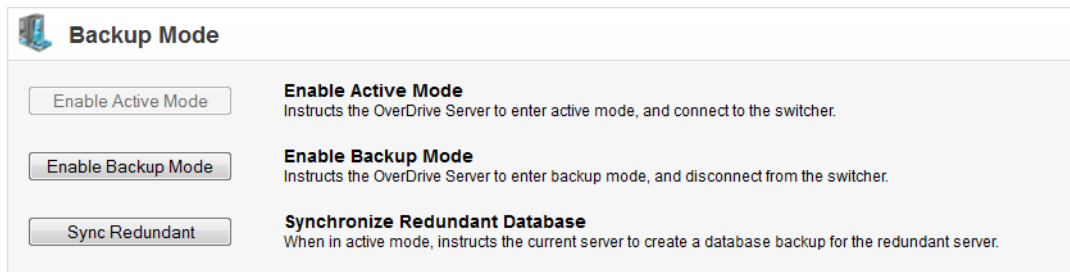 Backup Mode
Enable Active Mode
Enable Active Mode
Instructs the OverDrive Server to enter active mode, and connect to the switcher.
Enable Backup Mode
Enable Backup Mode
Instructs the OverDrive Server to enter backup mode, and disconnect from the switcher.
Sync Redundant
Synchronize Redundant Database
When in active mode, instructs the current server to create a database backup for the redundant server.